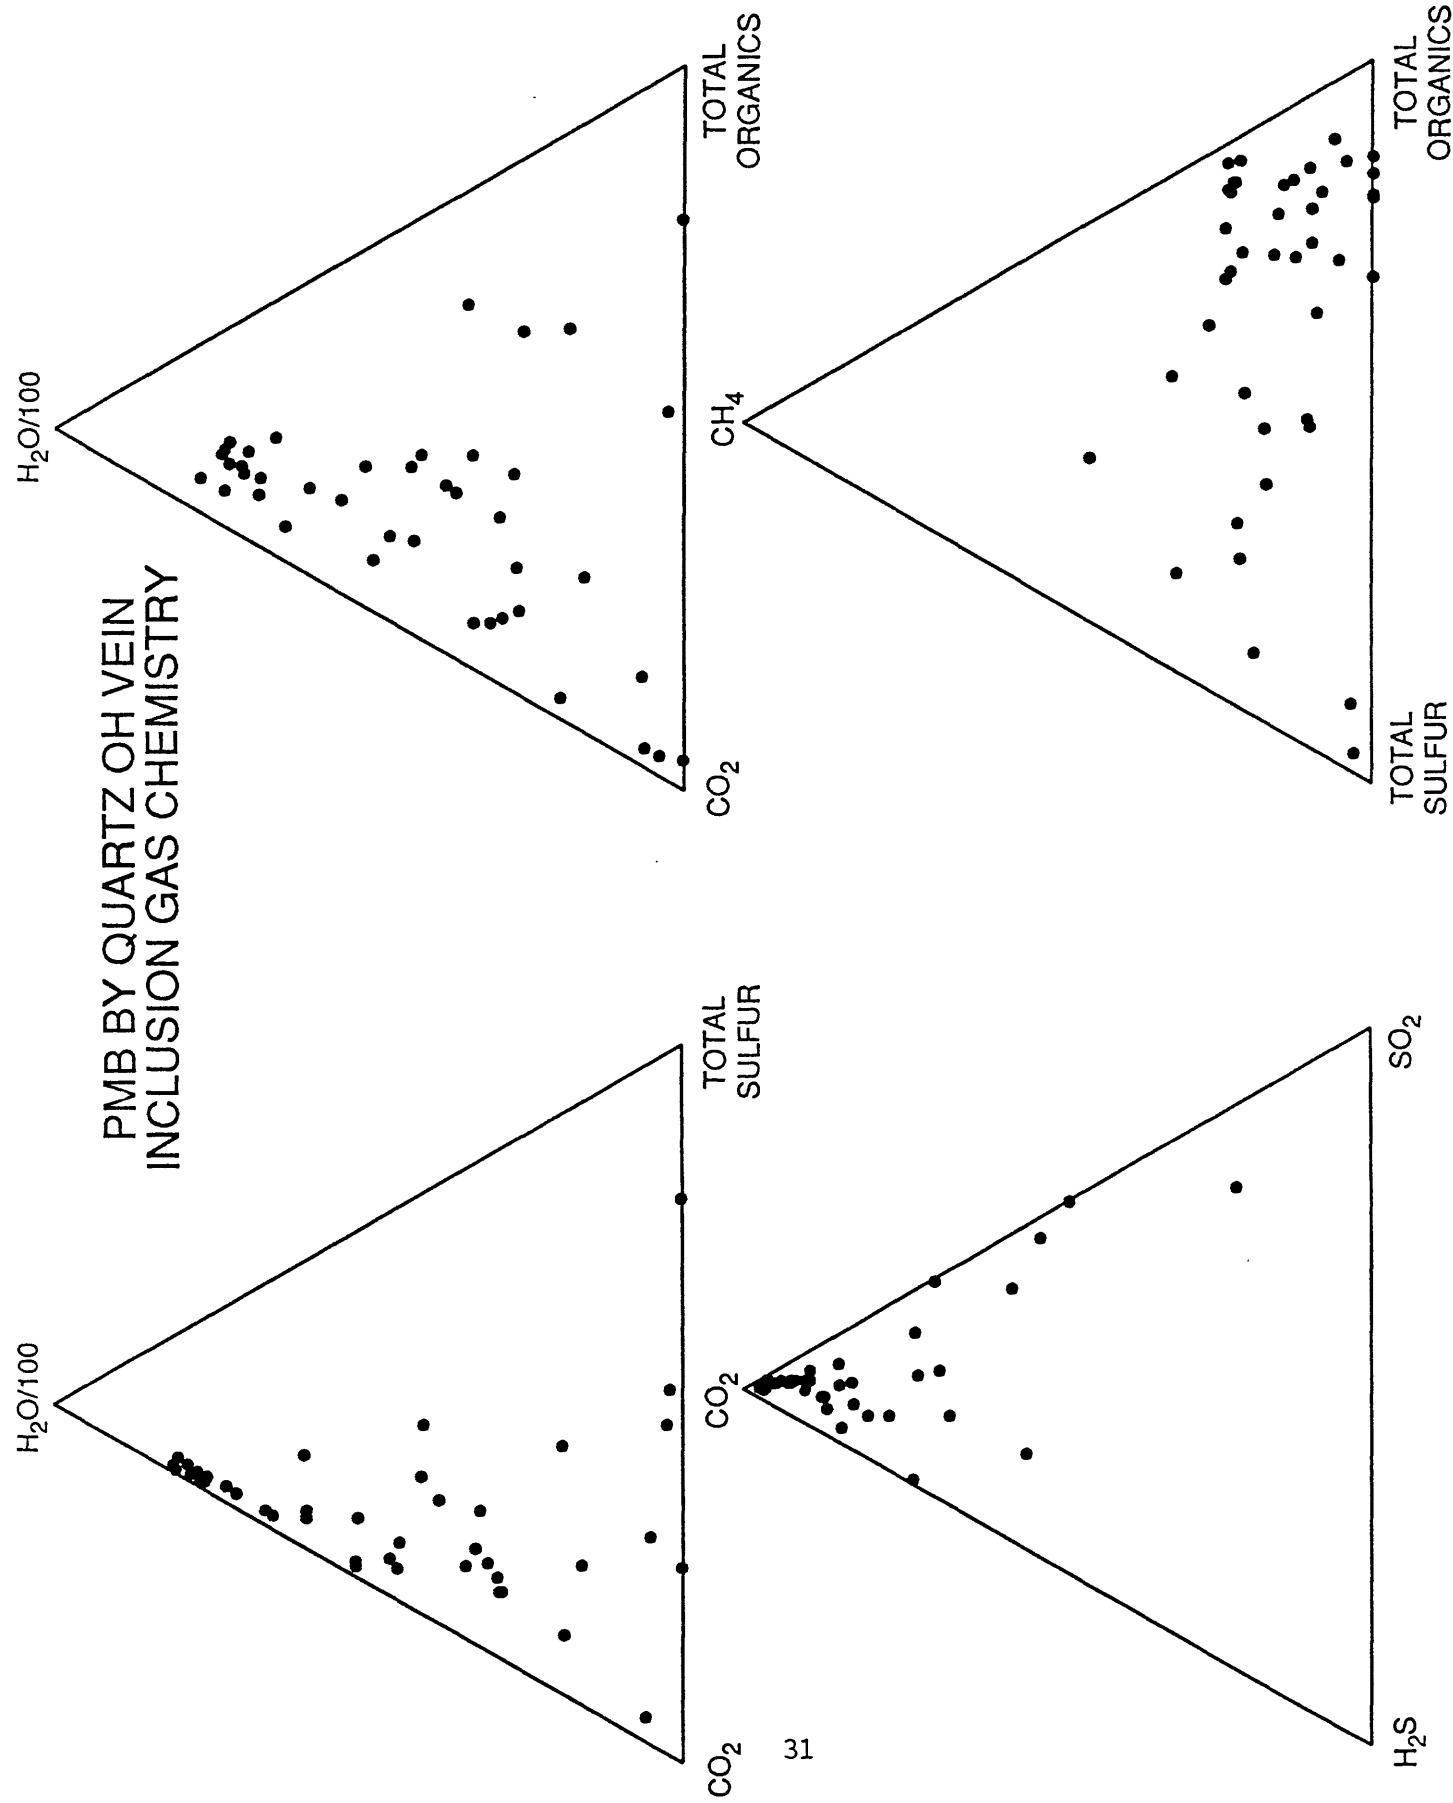 PMB BY QUARTZ OH VEIN
INCLUSION GAS CHEMISTRY
H₂O/100
CO₂
TOTAL
SULFUR
H₂O/100
CO₂
TOTAL
ORGANICS
CO₂
H₂S
SO₂
CH₄
TOTAL
SULFUR
TOTAL
ORGANICS
31